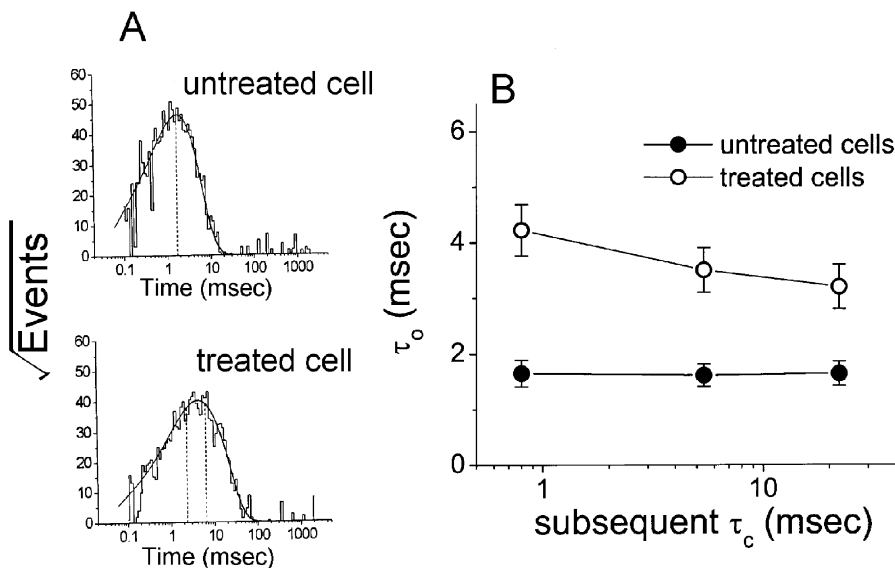 A
untreated cell
60
50
40
30
20
10
0
0.1 1 10 100 1000
Time (msec)
√Events
treated cell
60
50
40
30
20
10
0
0.1 1 10 100 1000
Time (msec)
B
untreated cells
treated cells
6
4
2
0
τo (msec)
1 10
subsequent τc (msec)